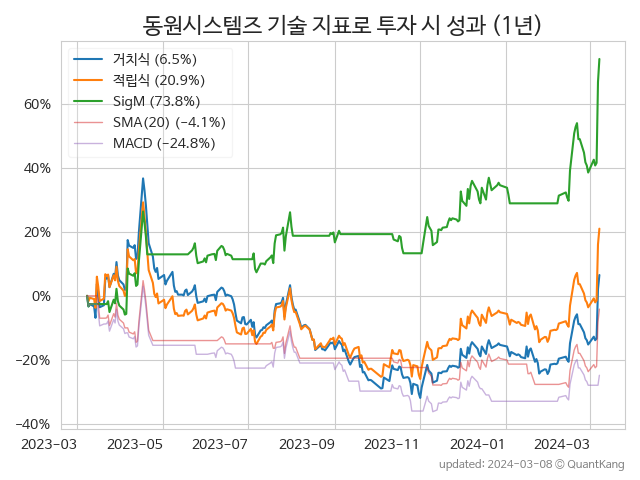 동원시스템즈 기술 지표로 투자 시 성과 (1년)
거치식 (6.5%)
적립식 (20.9%)
SigM (73.8%)
SMA(20) (−4.1%)
MACD (−24.8%)
60%
40%
20%
0%
−20%
−40%
2023-03 2023-05 2023-07 2023-09 2023-11 2024-01 2024-03
updated: 2024-03-08 © QuantKang